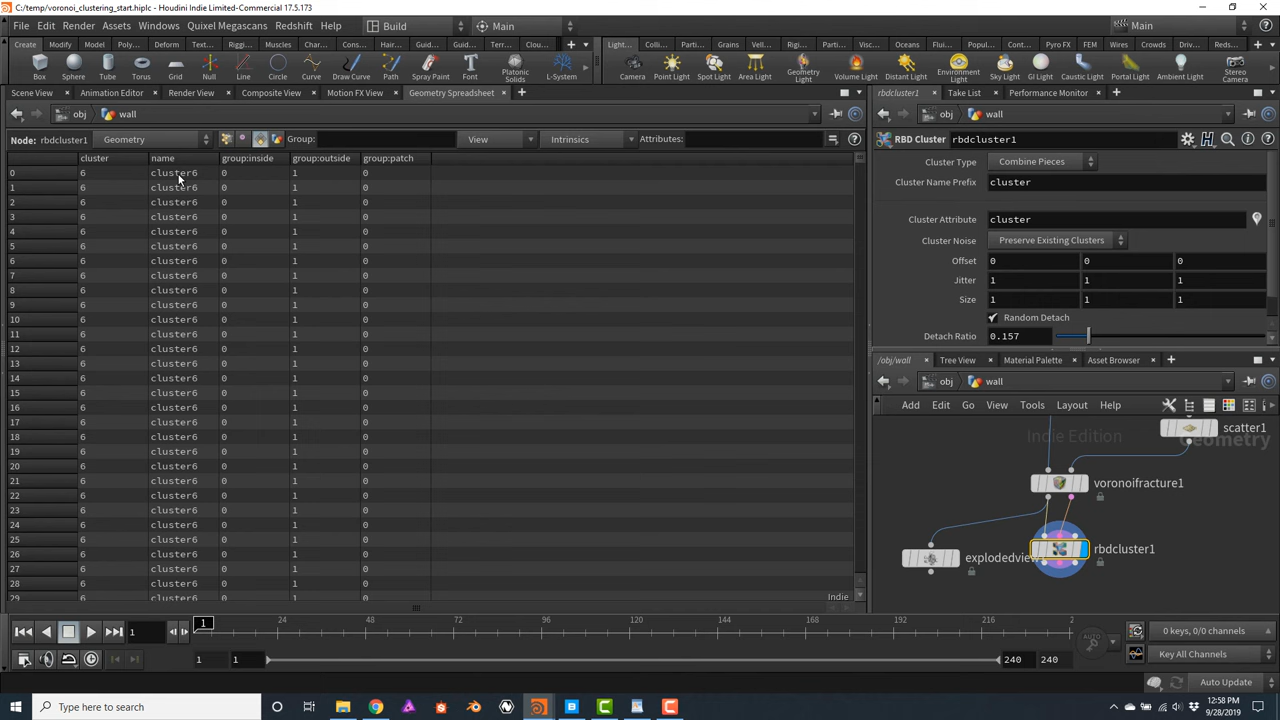 C:/temp/voronoi_clustering_start.hiplc - Houdini Indie Limited-Commercial 17.5.173
File Edit Render Assets Windows Quixel Megascans Redshift Help Build Main Main
Create Modify Model Poly... Deform Text... Riggi... Muscles Char... Cons... Hair... Guid... Guid... Terr... Clou... Light... Colli... Parti... Grains Vell... Rigi... Parti... Visc... Oceans Flui... Popul... Cont... Pyro FX FEM Wires Crowds Driv... Reds...
Box Sphere Tube Torus Grid Null Line Circle Curve Draw Curve Path Spray Paint Font Platonic Solids L-System Camera Point Light Spot Light Area Light Geometry Light Volume Light Distant Light Environment Light Sky Light GI Light Caustic Light Portal Light Ambient Light Stereo Camera
Scene View Animation Editor Render View Composite View Motion FX View Geometry Spreadsheet
obj wall
Node: rbdcluster1 Geometry Group: View Intrinsics Attributes:
cluster name group:inside group:outside group:patch
0 6 cluster6 0 1 0
1 6 cluster6 0 1 0
2 6 cluster6 0 1 0
3 6 cluster6 0 1 0
4 6 cluster6 0 1 0
5 6 cluster6 0 1 0
6 6 cluster6 0 1 0
7 6 cluster6 0 1 0
8 6 cluster6 0 1 0
9 6 cluster6 0 1 0
10 6 cluster6 0 1 0
11 6 cluster6 0 1 0
12 6 cluster6 0 1 0
13 6 cluster6 0 1 0
14 6 cluster6 0 1 0
15 6 cluster6 0 1 0
16 6 cluster6 0 1 0
17 6 cluster6 0 1 0
18 6 cluster6 0 1 0
19 6 cluster6 0 1 0
20 6 cluster6 0 1 0
21 6 cluster6 0 1 0
22 6 cluster6 0 1 0
23 6 cluster6 0 1 0
24 6 cluster6 0 1 0
25 6 cluster6 0 1 0
26 6 cluster6 0 1 0
27 6 cluster6 0 1 0
28 6 cluster6 0 1 0
29 6 cluster6 0 1 0
Indie
rbdcluster1 Take List Performance Monitor
obj wall
RBD Cluster rbdcluster1
Cluster Type Combine Pieces
Cluster Name Prefix cluster
Cluster Attribute cluster
Cluster Noise Preserve Existing Clusters
Offset 0 0 0
Jitter 1 1 1
Size 1 1 1
Random Detach
Detach Ratio 0.157
/obj/wall Tree View Material Palette Asset Browser
obj wall
Add Edit Go View Tools Layout Help
Indie Edition
Geometry
scatter1
voronoifracture1
rbdcluster1
explodedview
1
1 24 48 72 96 120 144 168 192 216 2
1 1 240 240
AUTO
0 keys, 0/0 channels
Key All Channels
Auto Update
Type here to search
12:58 PM
9/28/2019